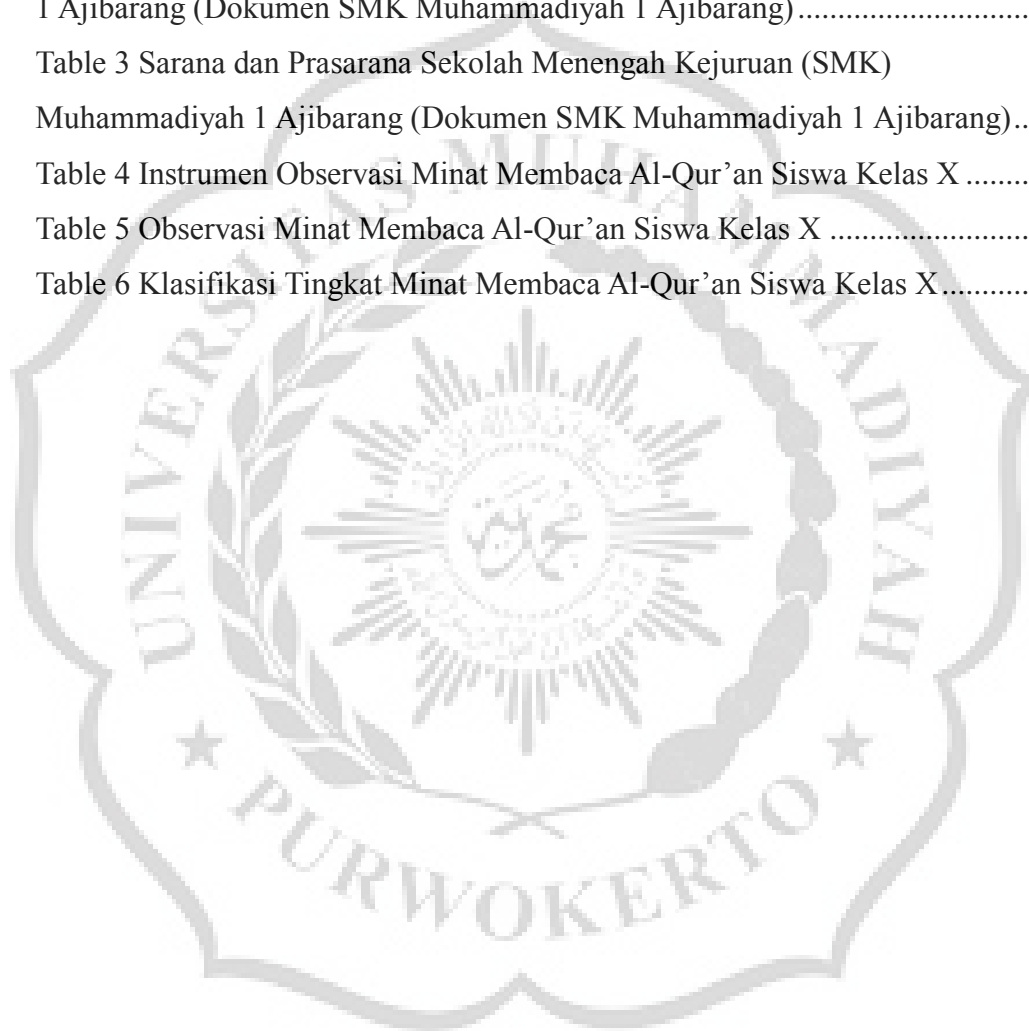 1 Ajibarang (Dokumen SMK Muhammadiyah 1 Ajibarang)............................
Table 3 Sarana dan Prasarana Sekolah Menengah Kejuruan (SMK)
Muhammadiyah 1 Ajibarang (Dokumen SMK Muhammadiyah 1 Ajibarang)..
Table 4 Instrumen Observasi Minat Membaca Al-Qur’an Siswa Kelas X ........
Table 5 Observasi Minat Membaca Al-Qur’an Siswa Kelas X ........................
Table 6 Klasifikasi Tingkat Minat Membaca Al-Qur’an Siswa Kelas X...........
UNIVERSITAS MUHAMMADIYAH
PURWOKERTO